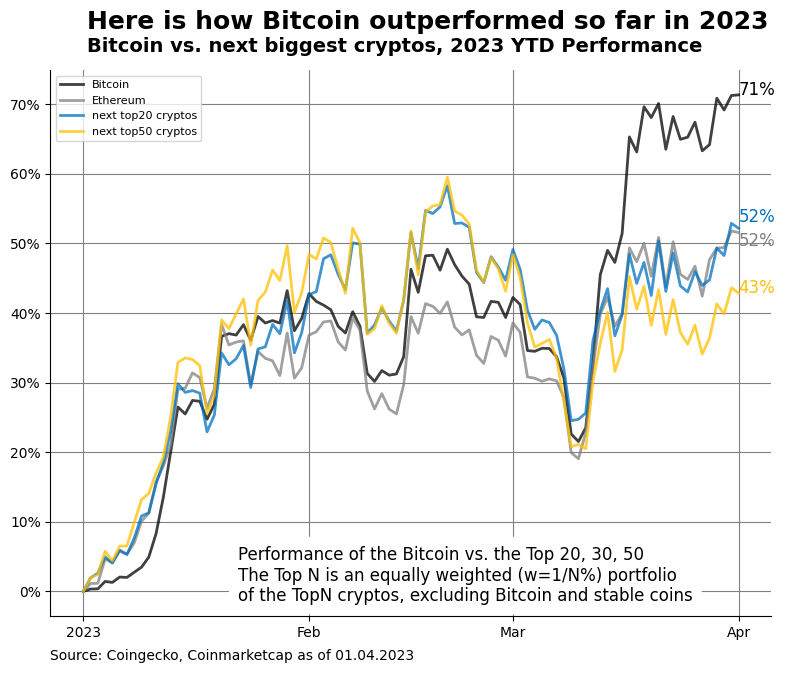 Here is how Bitcoin outperformed so far in 2023
Bitcoin vs. next biggest cryptos, 2023 YTD Performance
Bitcoin
Ethereum
next top20 cryptos
next top50 cryptos
70%
60%
50%
40%
30%
20%
10%
0%
71%
52%
52%
43%
Performance of the Bitcoin vs. the Top 20, 30, 50
The Top N is an equally weighted (w=1/N%) portfolio
of the TopN cryptos, excluding Bitcoin and stable coins
2023 Feb Mar Apr
Source: Coingecko, Coinmarketcap as of 01.04.2023